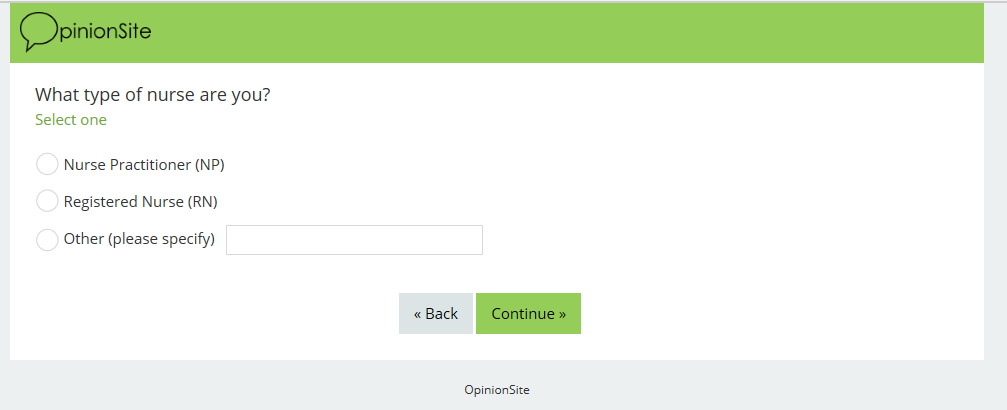 OpinionSite
What type of nurse are you?
Select one
Nurse Practitioner (NP)
Registered Nurse (RN)
Other (please specify)
« Back Continue »
OpinionSite